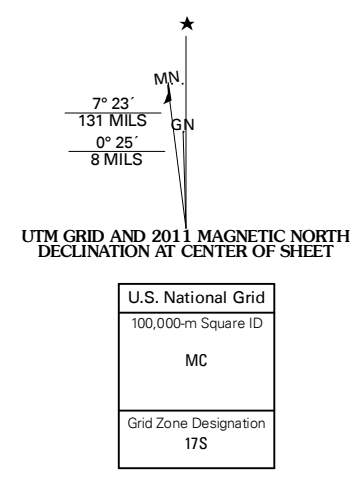 MN.
7° 23´
131 MILS
GN
0° 25´
8 MILS
UTM GRID AND 2011 MAGNETIC NORTH
DECLINATION AT CENTER OF SHEET
U.S. National Grid
100,000-m Square ID
MC
Grid Zone Designation
17S